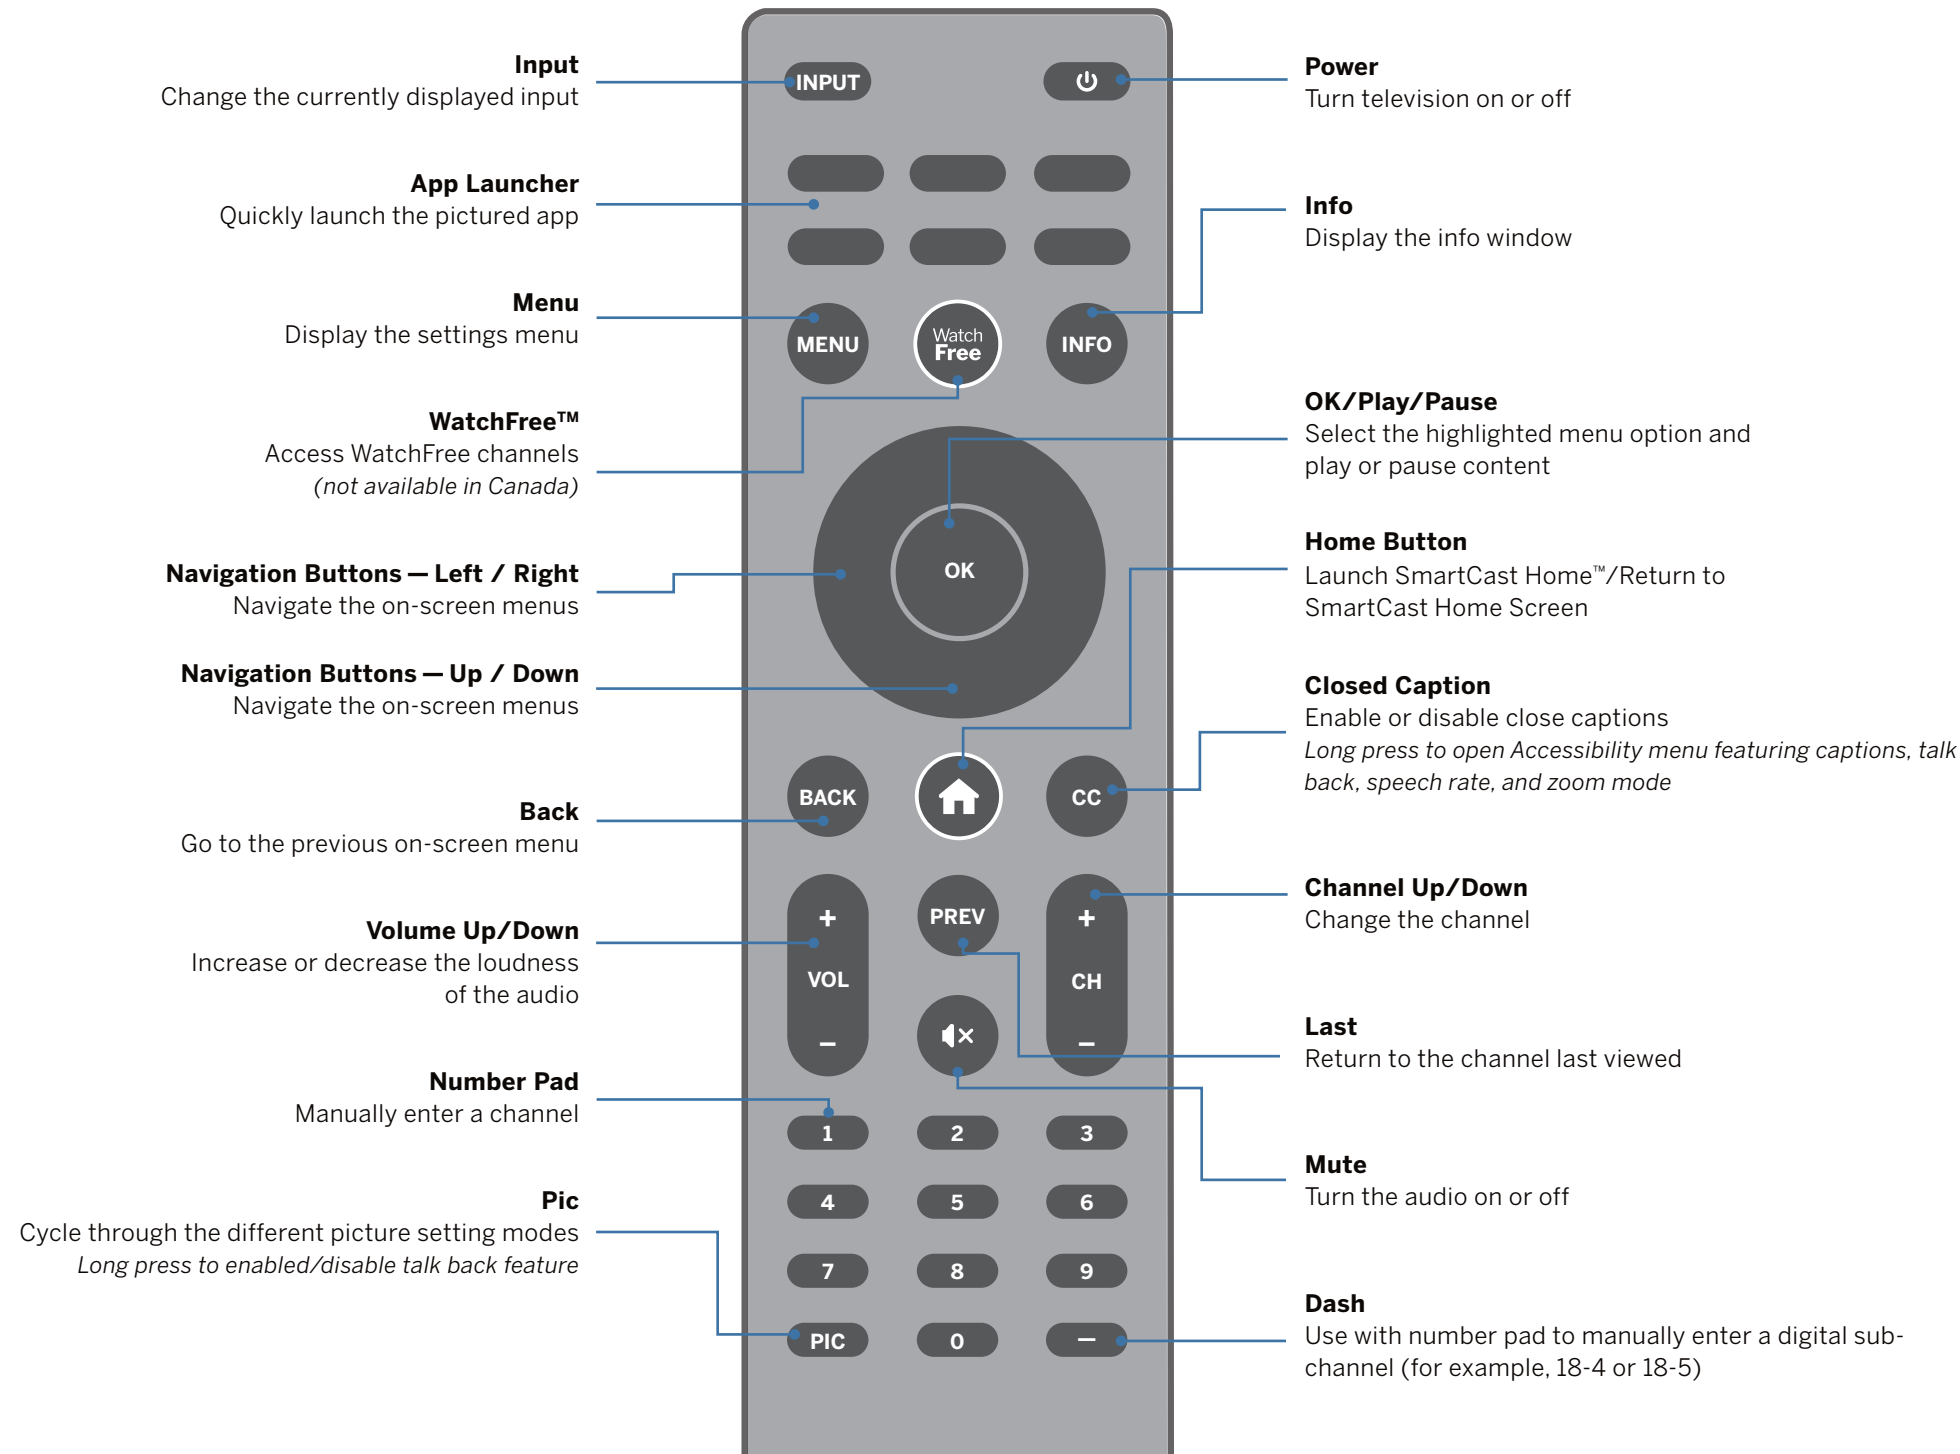 Input
Change the currently displayed input
App Launcher
Quickly launch the pictured app
Menu
Display the settings menu
WatchFree™
Access WatchFree channels
(not available in Canada)
Navigation Buttons — Left / Right
Navigate the on-screen menus
Navigation Buttons — Up / Down
Navigate the on-screen menus
Back
Go to the previous on-screen menu
Volume Up/Down
Increase or decrease the loudness
of the audio
Number Pad
Manually enter a channel
Pic
Cycle through the different picture setting modes
Long press to enabled/disable talk back feature
INPUT
MENU
Watch
Free
INFO
OK
BACK
CC
+
VOL
–
PREV
+
CH
–
1 2 3
4 5 6
7 8 9
PIC 0 –
Power
Turn television on or off
Info
Display the info window
OK/Play/Pause
Select the highlighted menu option and
play or pause content
Home Button
Launch SmartCast Home™/Return to
SmartCast Home Screen
Closed Caption
Enable or disable close captions
Long press to open Accessibility menu featuring captions, talk
back, speech rate, and zoom mode
Channel Up/Down
Change the channel
Last
Return to the channel last viewed
Mute
Turn the audio on or off
Dash
Use with number pad to manually enter a digital sub-
channel (for example, 18-4 or 18-5)